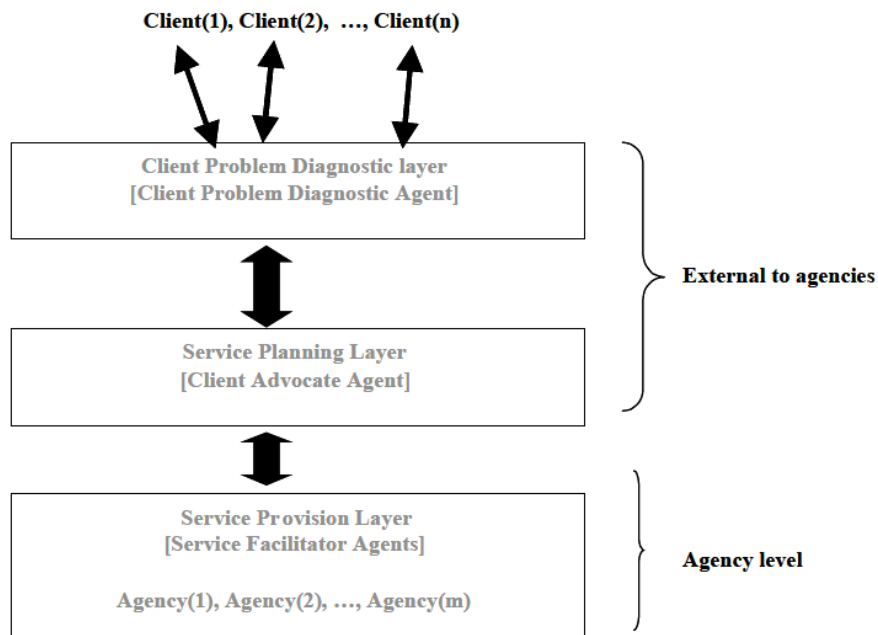 Client(1), Client(2), …, Client(n)
Client Problem Diagnostic layer
[Client Problem Diagnostic Agent]
External to agencies
Service Planning Layer
[Client Advocate Agent]
Service Provision Layer
[Service Facilitator Agents]
Agency level
Agency(1), Agency(2), …, Agency(m)